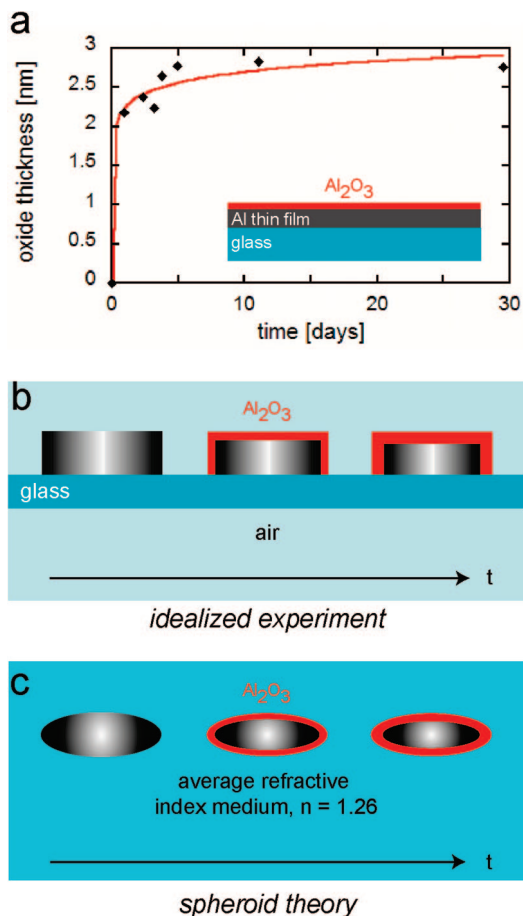 a
3
2.5
2
1.5
1
0.5
0
oxide thickness [nm]
Al₂O₃
Al thin film
glass
0
10
20
30
time [days]
b
Al₂O₃
glass
air
t
idealized experiment
c
Al₂O₃
average refractive
index medium, n = 1.26
t
spheroid theory